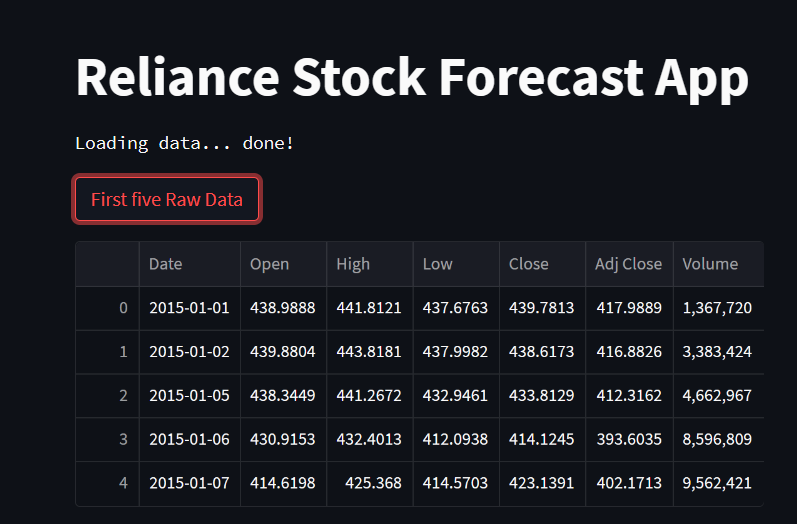 Reliance Stock Forecast App
Loading data... done!
First five Raw Data
Date Open High Low Close Adj Close Volume
0 2015-01-01 438.9888 441.8121 437.6763 439.7813 417.9889 1,367,720
1 2015-01-02 439.8804 443.8181 437.9982 438.6173 416.8826 3,383,424
2 2015-01-05 438.3449 441.2672 432.9461 433.8129 412.3162 4,662,967
3 2015-01-06 430.9153 432.4013 412.0938 414.1245 393.6035 8,596,809
4 2015-01-07 414.6198 425.368 414.5703 423.1391 402.1713 9,562,421